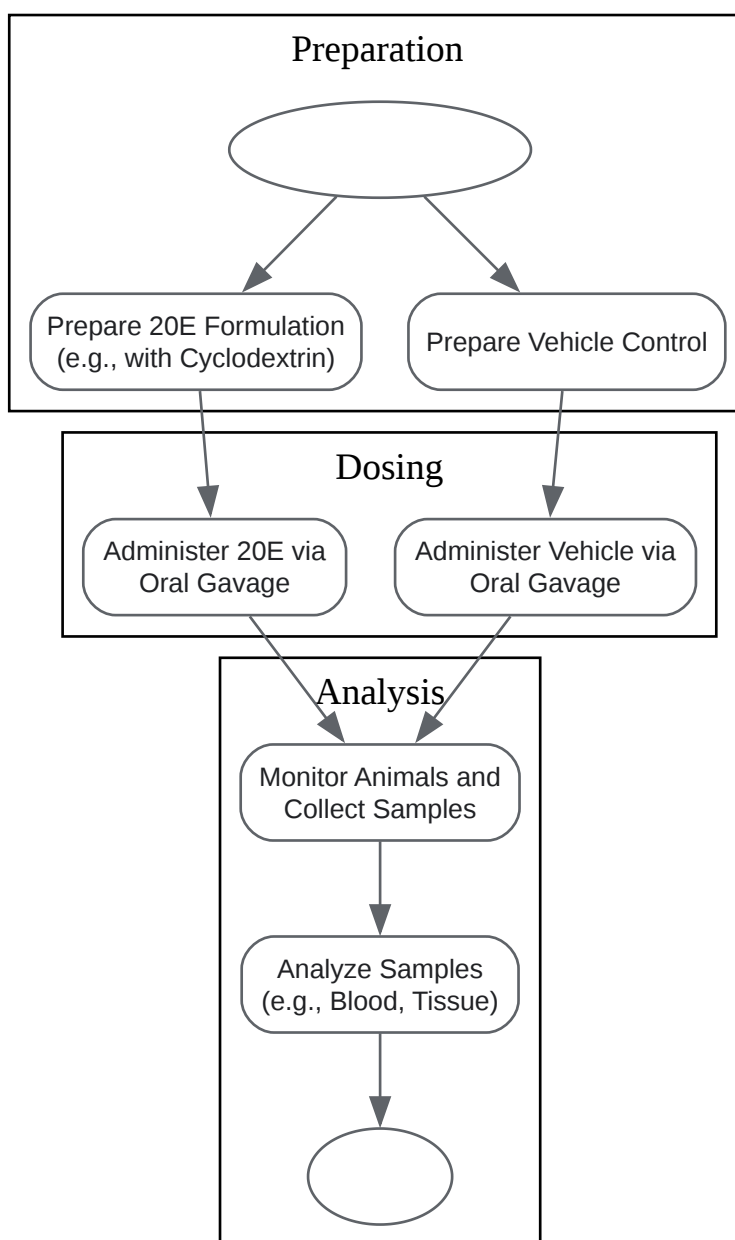 Preparation
Prepare 20E Formulation
(e.g., with Cyclodextrin)
Prepare Vehicle Control
Dosing
Administer 20E via
Oral Gavage
Administer Vehicle via
Oral Gavage
Analysis
Monitor Animals and
Collect Samples
Analyze Samples
(e.g., Blood, Tissue)